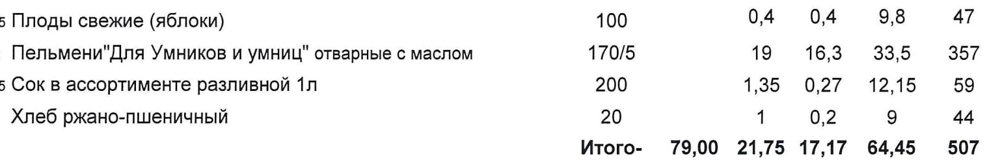 5 Плоды свежие (яблоки) 100 0,4 0,4 9,8 47
Пельмени"Для Умников и умниц" отварные с маслом 170/5 19 16,3 33,5 357
5 Сок в ассортименте разливной 1л 200 1,35 0,27 12,15 59
Хлеб ржано-пшеничный 20 1 0,2 9 44
Итого- 79,00 21,75 17,17 64,45 507